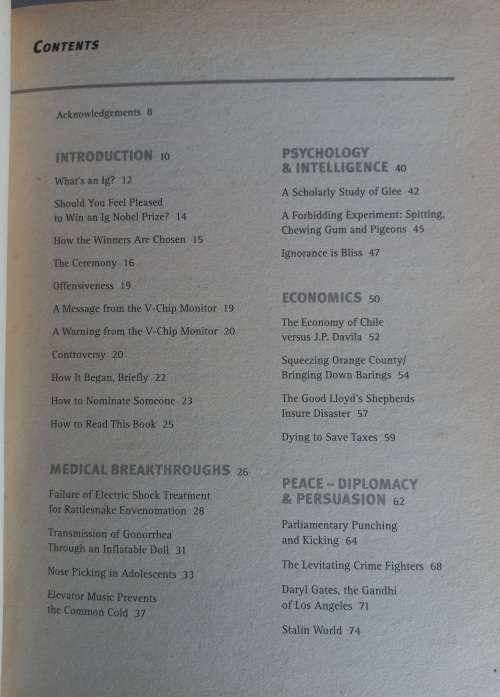 CONTENTS
Acknowledgements 8
INTRODUCTION 10
What's an Ig? 12
Should You Feel Pleased
to Win an Ig Nobel Prize? 14
How the Winners Are Chosen 15
The Ceremony 16
Offensiveness 19
A Message from the V-Chip Monitor 19
A Warning from the V-Chip Monitor 20
Controversy 20
How It Began, Briefly 22
How to Nominate Someone 23
How to Read This Book 25
MEDICAL BREAKTHROUGHS 26
Failure of Electric Shock Treatment
for Rattlesnake Envenomation 28
Transmission of Gonorrhea
Through an Inflatable Doll 31
Nose Picking in Adolescents 33
Elevator Music Prevents
the Common Cold 37
PSYCHOLOGY
& INTELLIGENCE 40
A Scholarly Study of Glee 42
A Forbidding Experiment: Spitting,
Chewing Gum and Pigeons 45
Ignorance is Bliss 47
ECONOMICS 50
The Economy of Chile
versus J.P. Davila 52
Squeezing Orange County/
Bringing Down Barings 54
The Good Lloyd's Shepherds
Insure Disaster 57
Dying to Save Taxes 59
PEACE – DIPLOMACY
& PERSUASION 62
Parliamentary Punching
and Kicking 64
The Levitating Crime Fighters 68
Daryl Gates, the Gandhi
of Los Angeles 71
Stalin World 74